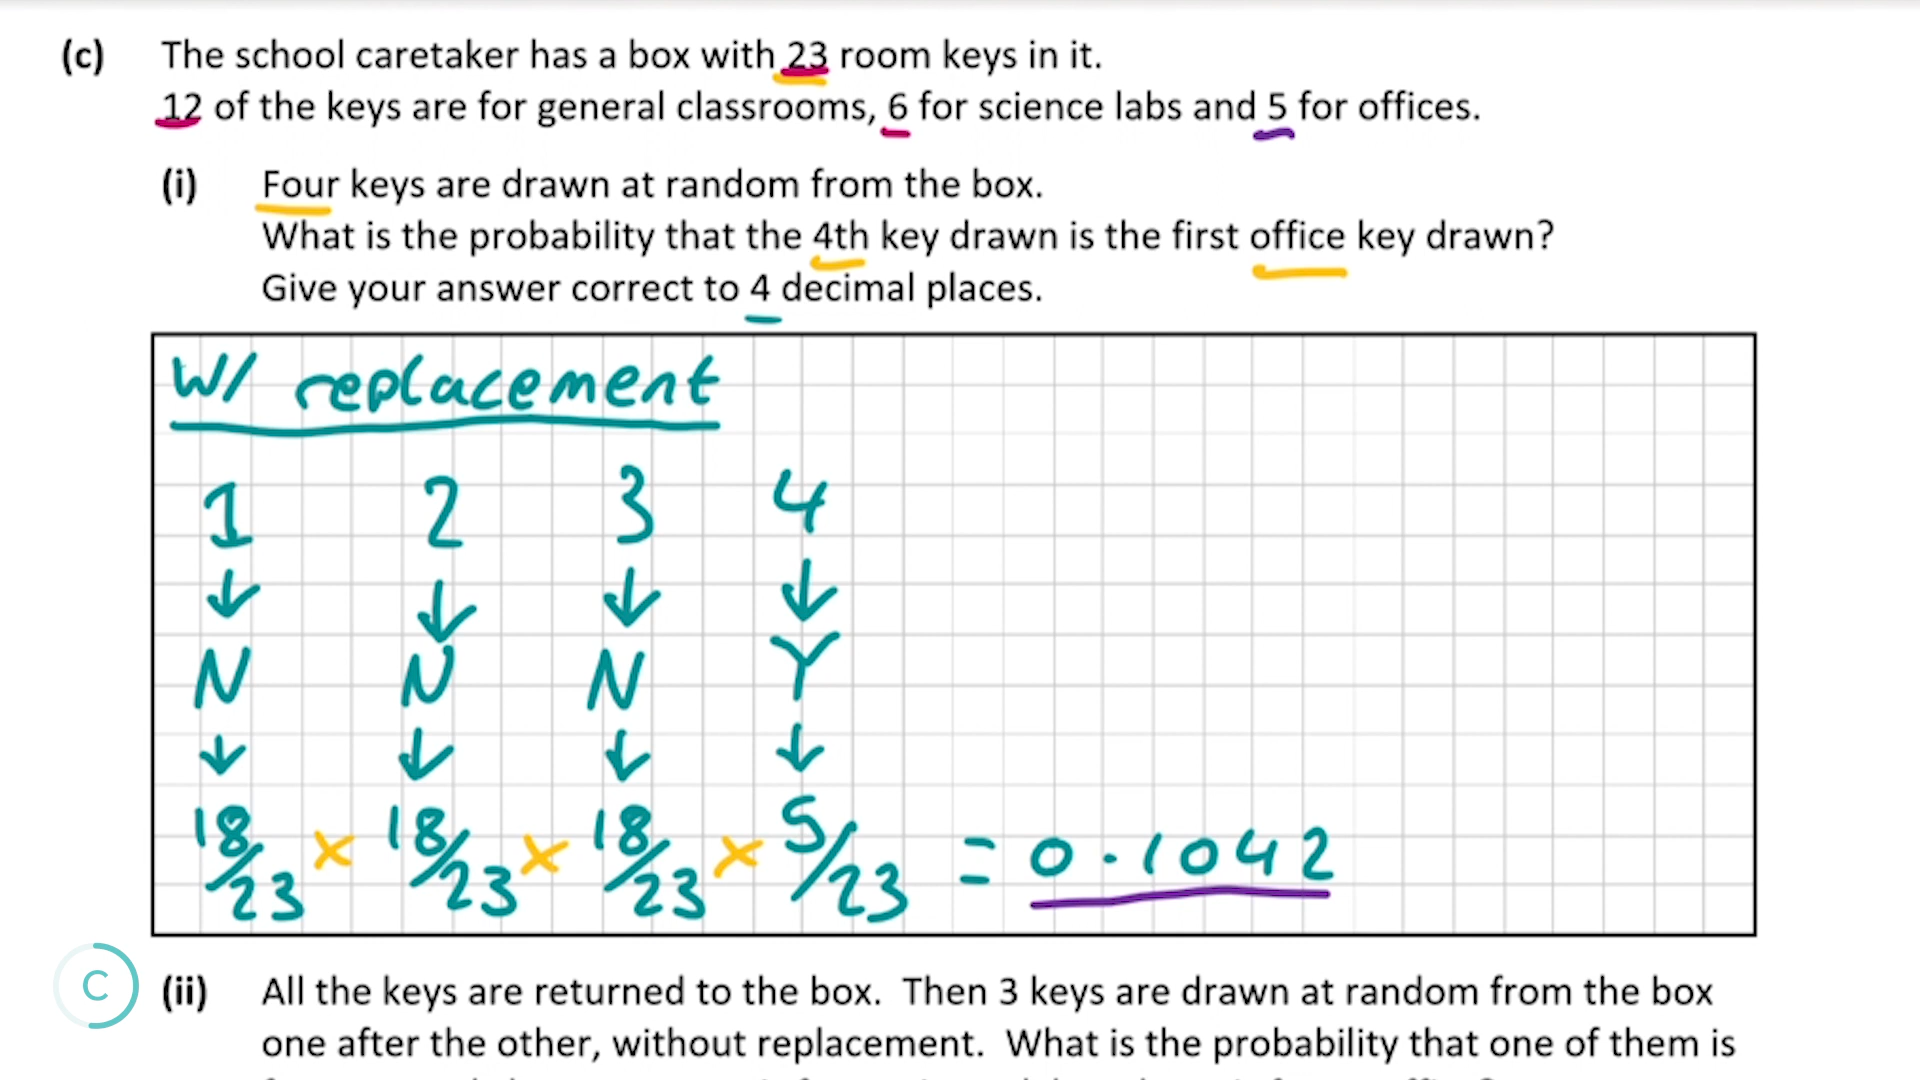 (c) The school caretaker has a box with 23 room keys in it.
12 of the keys are for general classrooms, 6 for science labs and 5 for offices.
(i) Four keys are drawn at random from the box.
What is the probability that the 4th key drawn is the first office key drawn?
Give your answer correct to 4 decimal places.
W/ replacement
1 2 3 4
↓ ↓ ↓ ↓
N N N Y
↓ ↓ ↓ ↓
18/23 × 18/23 × 18/23 × 5/23 = 0.1042
C
(ii) All the keys are returned to the box. Then 3 keys are drawn at random from the box
one after the other, without replacement. What is the probability that one of them is